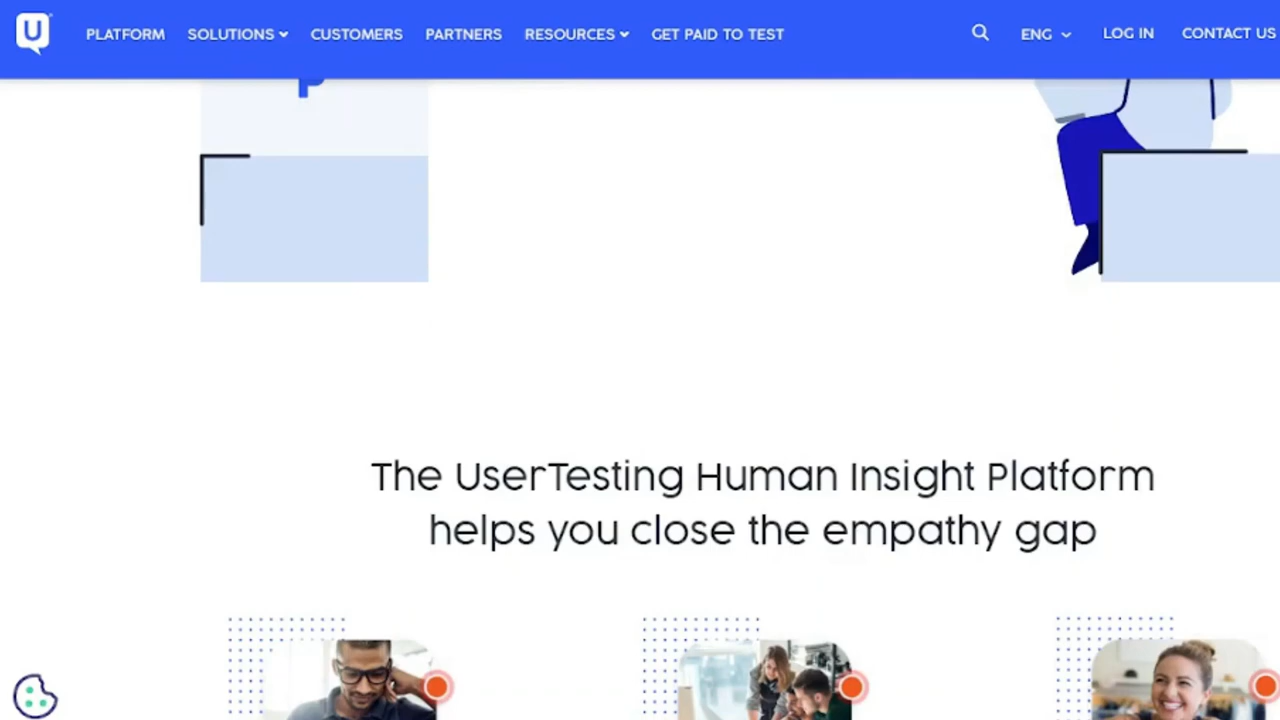 U PLATFORM SOLUTIONS CUSTOMERS PARTNERS RESOURCES GET PAID TO TEST ENG LOG IN CONTACT US
The UserTesting Human Insight Platform
helps you close the empathy gap